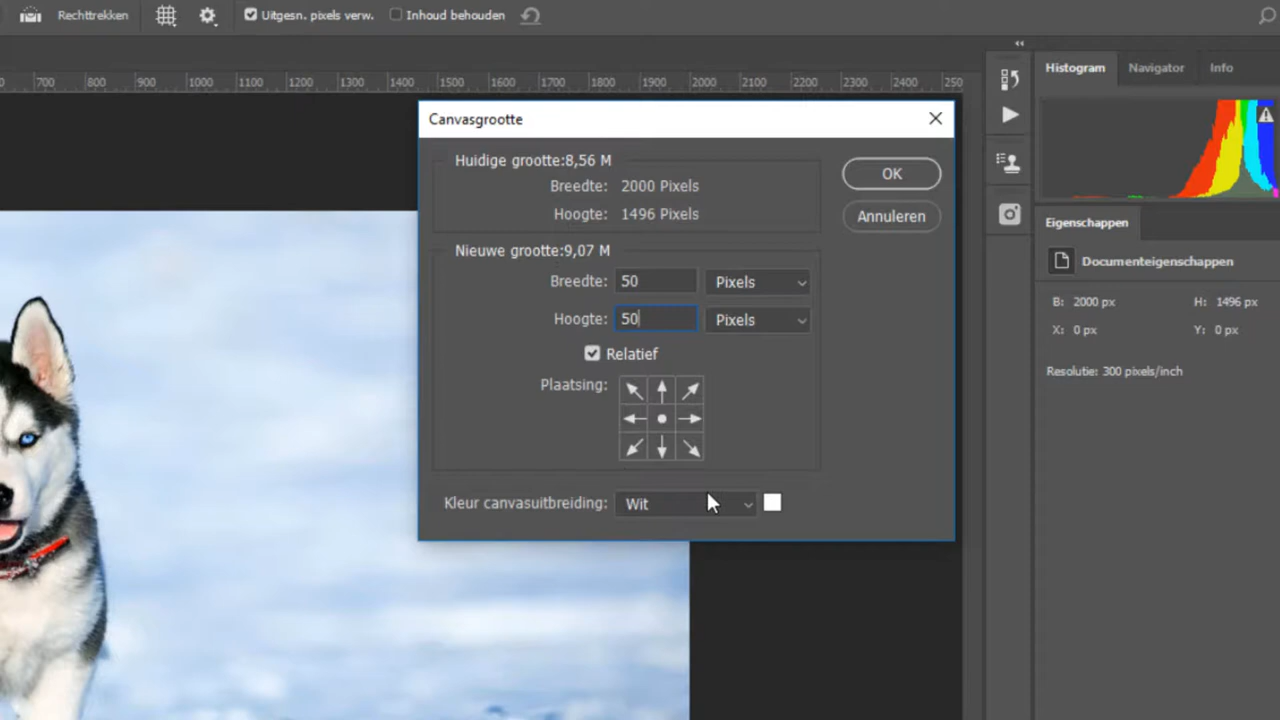 Rechttrekken
Uitgesn. pixels verw.
Inhoud behouden
700 800 900 1000 1100 1200 1300 1400 1500 1600 1700 1800 1900 2000 2100 2200 2300 2400
Histogram
Navigator
Info
Canvasgrootte
Huidige grootte:8,56 M
Breedte: 2000 Pixels
Hoogte: 1496 Pixels
OK
Annuleren
Nieuwe grootte:9,07 M
Breedte: 50 Pixels
Hoogte: 50 Pixels
Relatief
Plaatsing:
Kleur canvasuitbreiding: Wit
Eigenschappen
Documenteigenschappen
B: 2000 px H: 1496 px
X: 0 px Y: 0 px
Resolutie: 300 pixels/inch